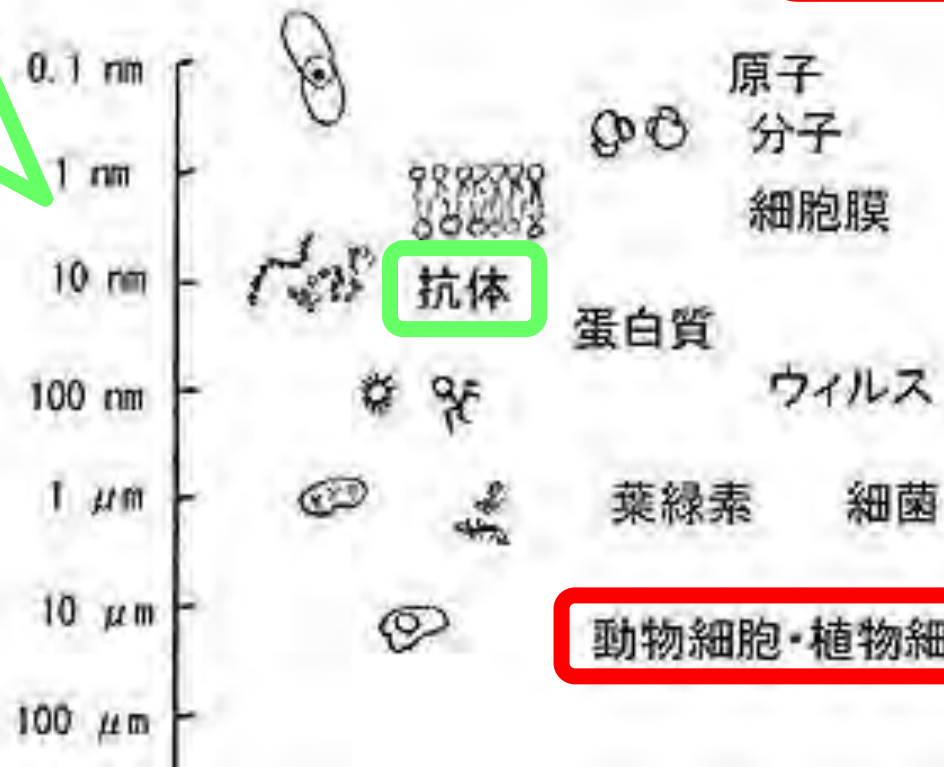 0.1 nm
原子
分子
1 nm
細胞膜
10 nm
抗体
蛋白質
100 nm
ウィルス
1 μm
葉緑素 細菌
10 μm
動物細胞・植物細
100 μm